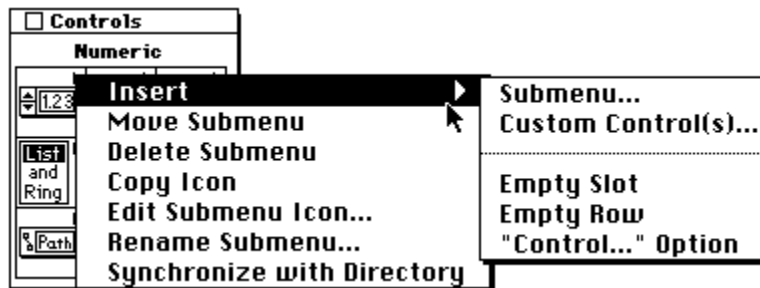 Controls
Numeric
1.23
List
and
Ring
Path
Insert
Move Submenu
Delete Submenu
Copy Icon
Edit Submenu Icon...
Rename Submenu...
Synchronize with Directory
Submenu...
Custom Control(s)...
Empty Slot
Empty Row
"Control..." Option